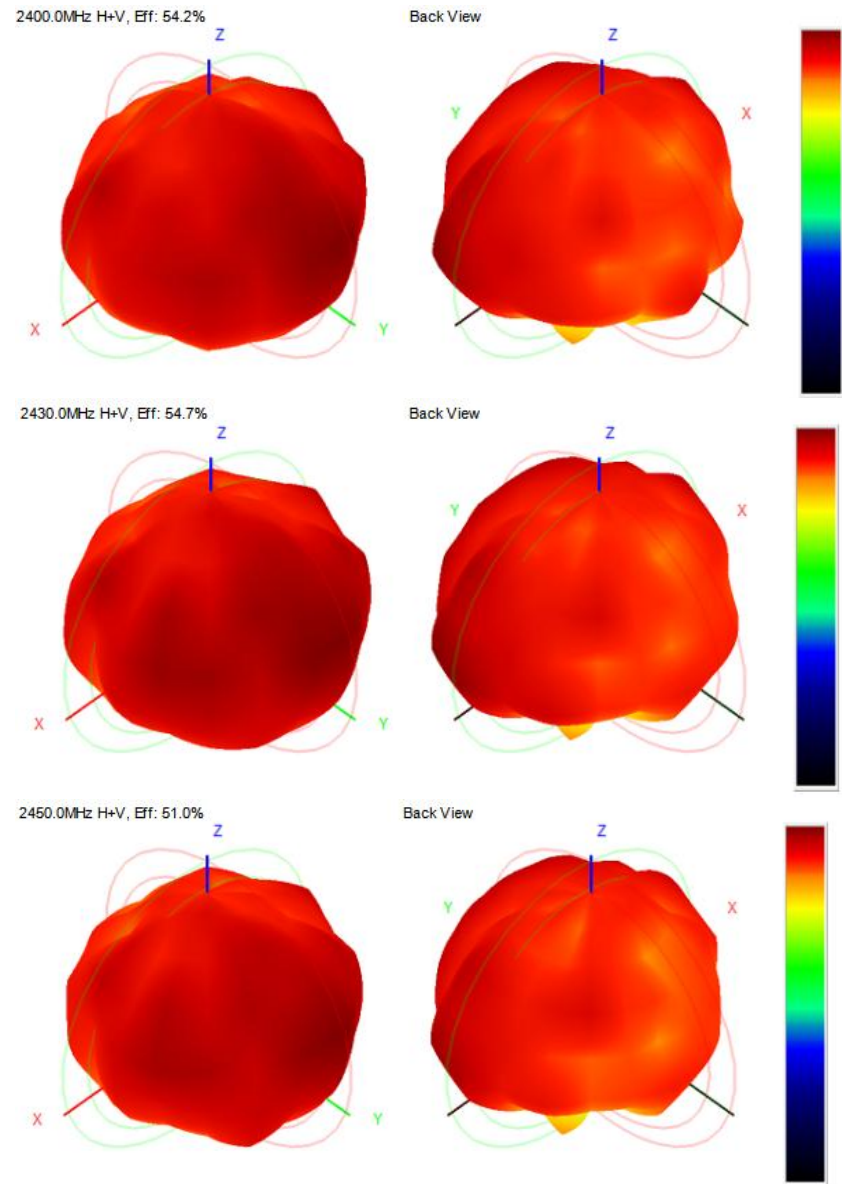 2400.0MHz H+V, Eff: 54.2% Back View
Z Z
Y X
X Y
2430.0MHz H+V, Eff: 54.7% Back View
Z Z
Y X
X Y
2450.0MHz H+V, Eff: 51.0% Back View
Z Z
Y X
X Y